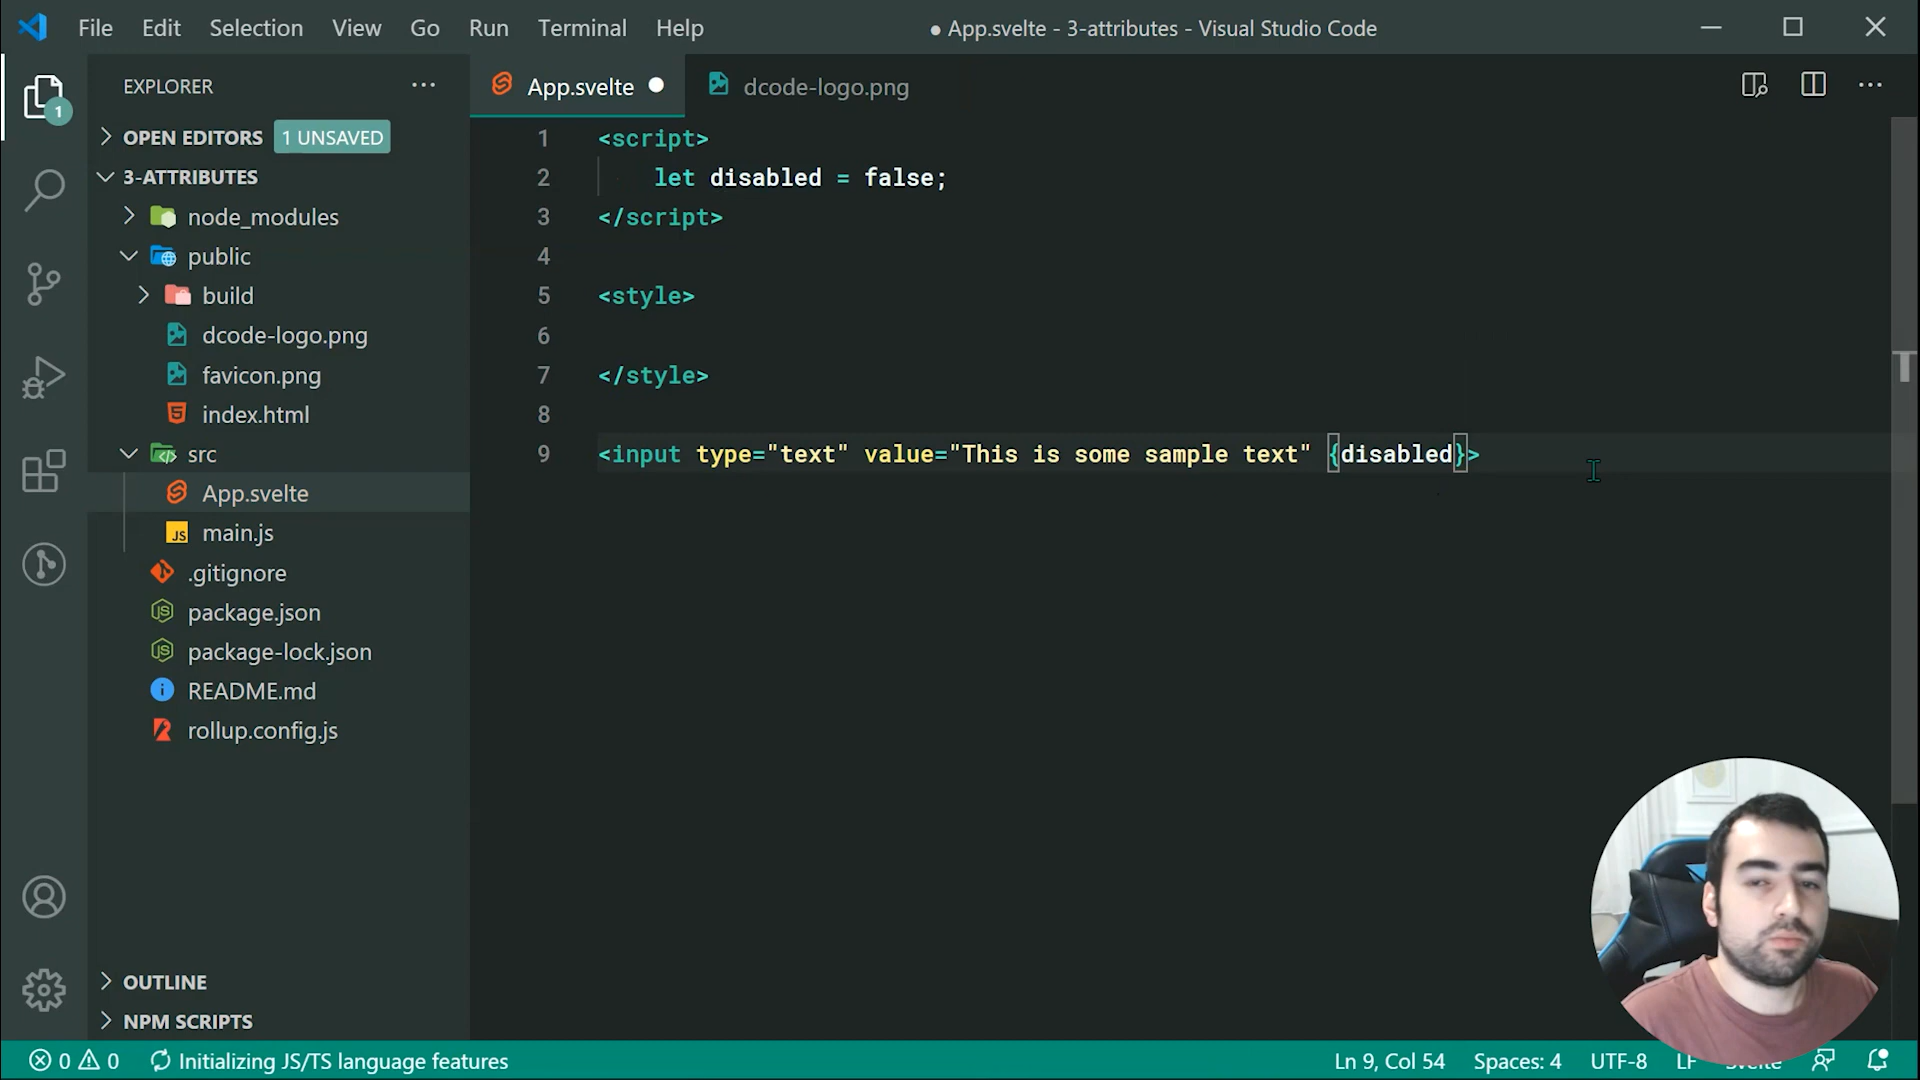 File Edit Selection View Go Run Terminal Help
● App.svelte - 3-attributes - Visual Studio Code
EXPLORER
1
OPEN EDITORS 1 UNSAVED
3-ATTRIBUTES
node_modules
public
build
dcode-logo.png
favicon.png
index.html
src
App.svelte
main.js
.gitignore
package.json
package-lock.json
README.md
rollup.config.js
OUTLINE
NPM SCRIPTS
App.svelte
dcode-logo.png
1 <script>
2 let disabled = false;
3 </script>
4
5 <style>
6
7 </style>
8
9 <input type="text" value="This is some sample text" {disabled}>
0 0 Initializing JS/TS language features
Ln 9, Col 54 Spaces: 4 UTF-8 LF Svelte